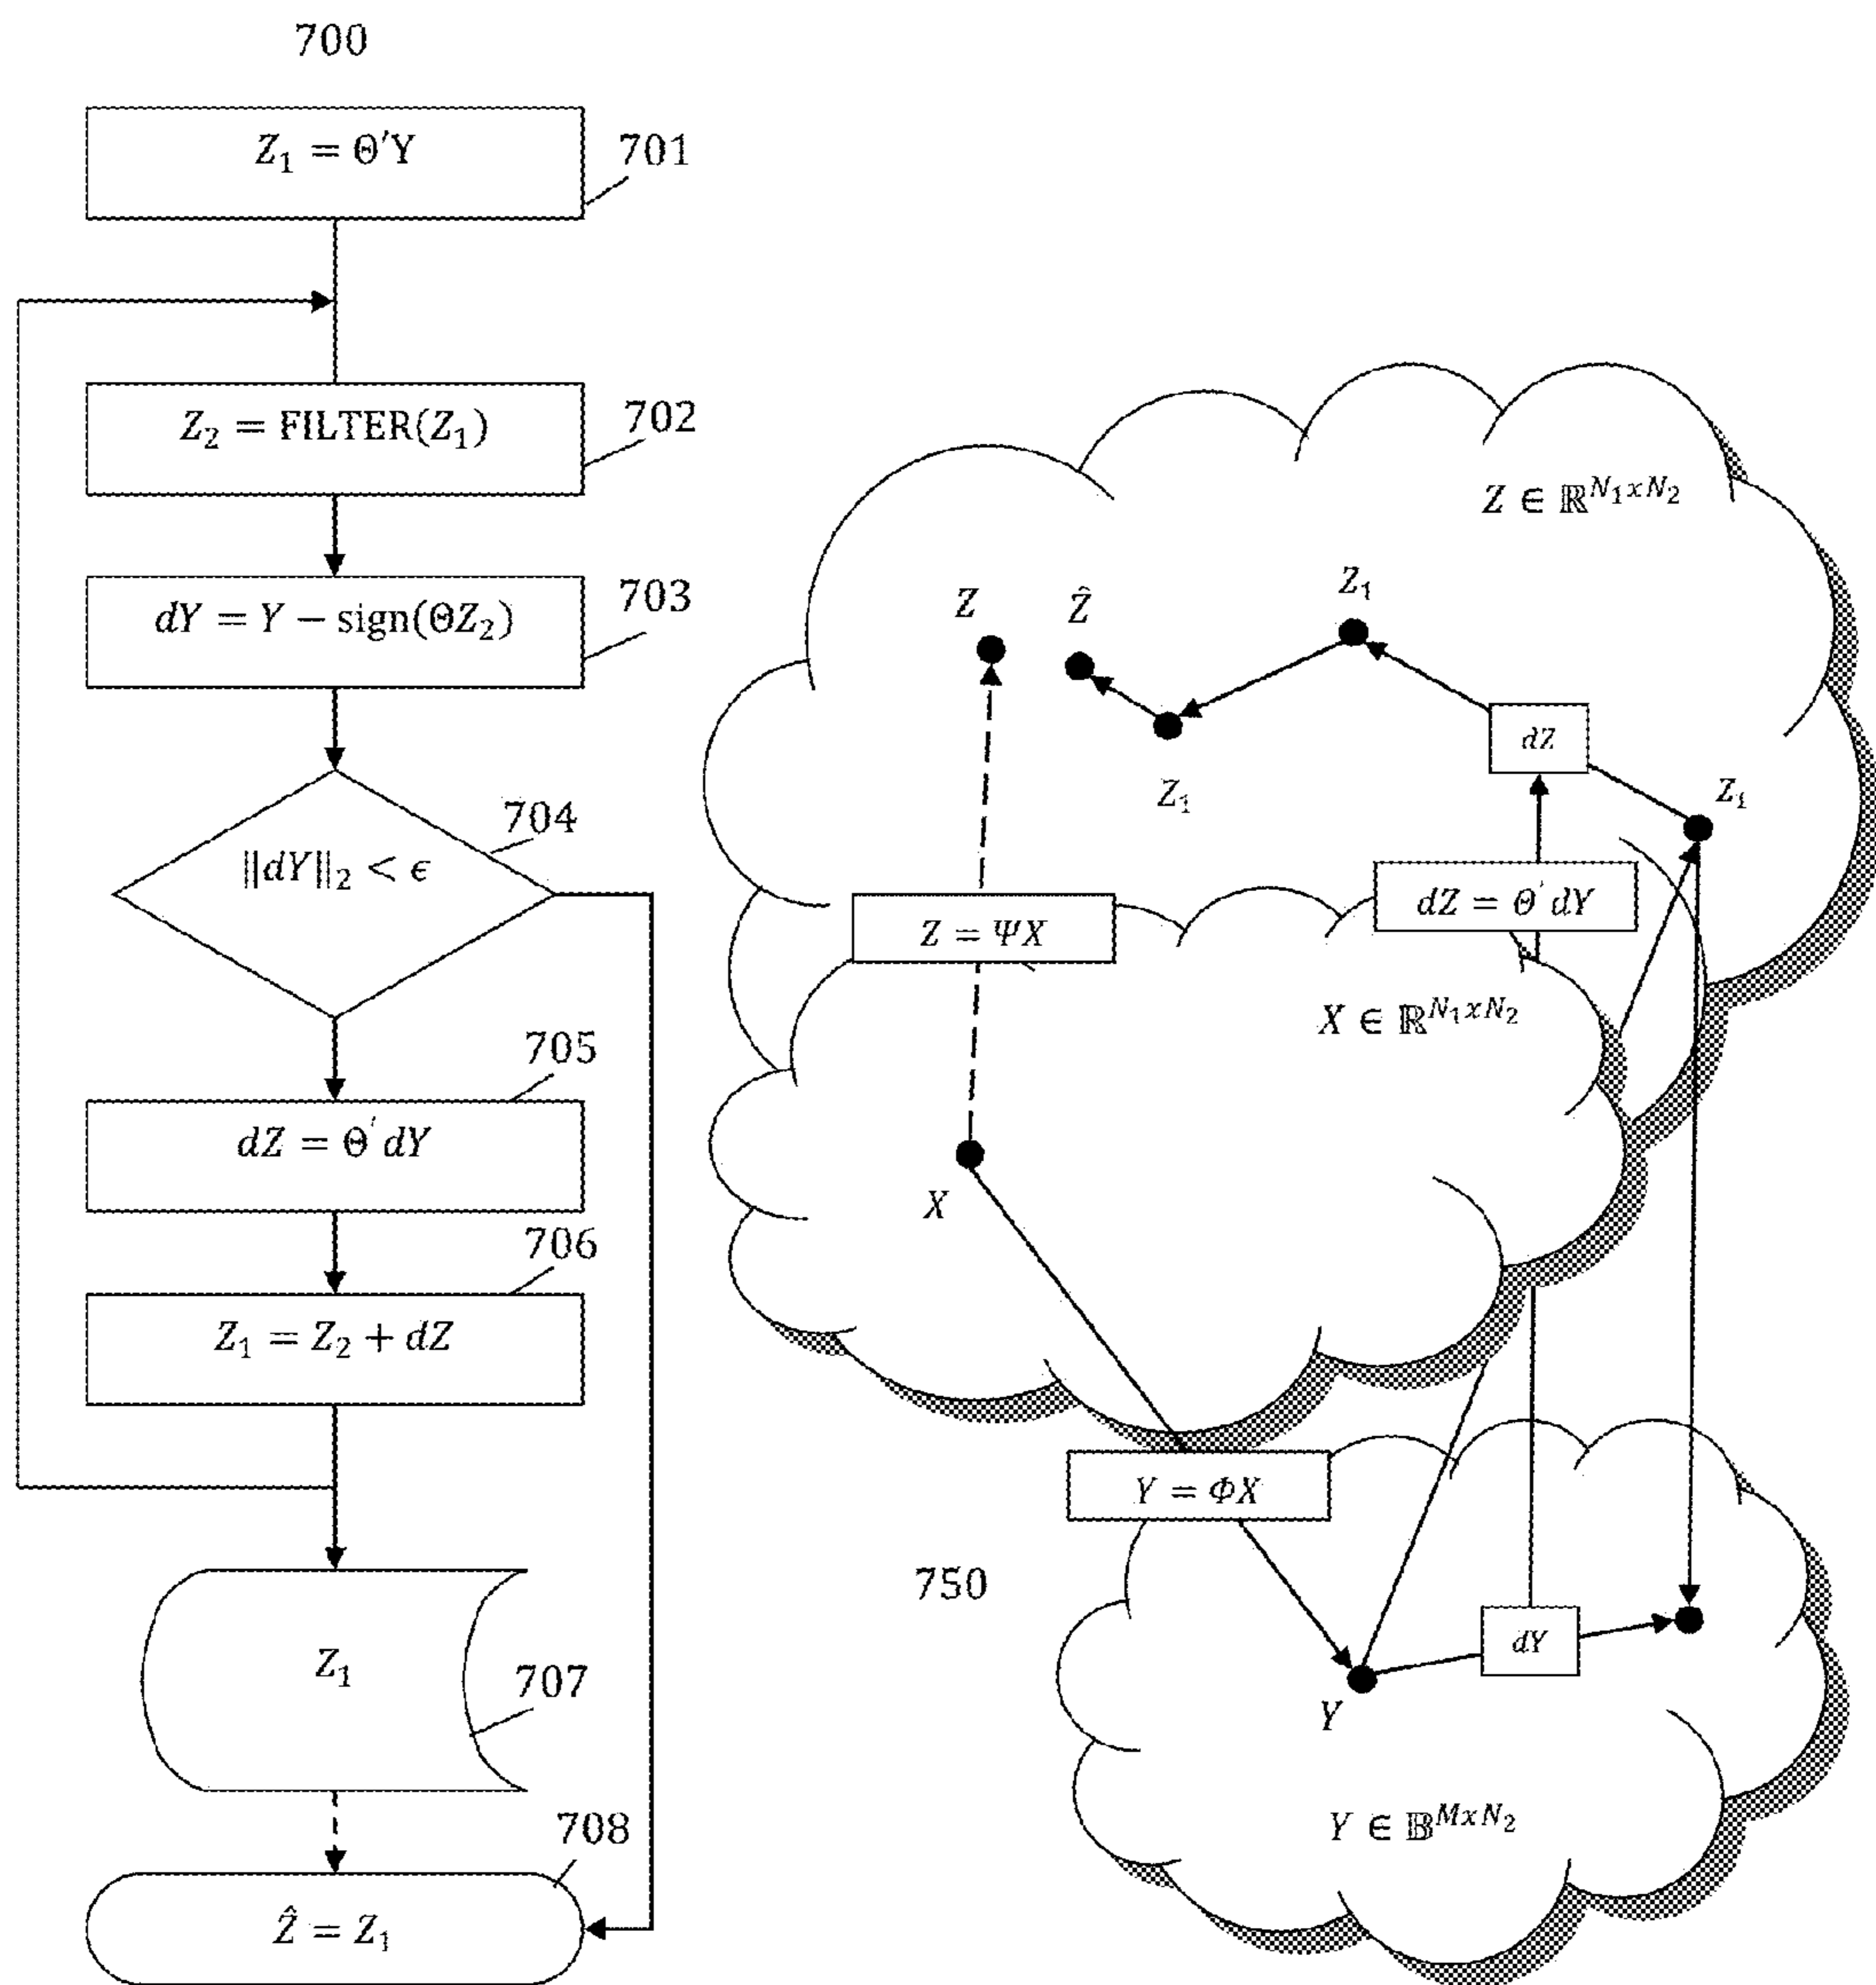 700
Z₁ = Θ′Y
701
Z₂ = FILTER(Z₁)
702
dY = Y − sign(ΘZ₂)
703
704
‖dY‖₂ < ϵ
705
dZ = Θ′ dY
706
Z₁ = Z₂ + dZ
Z₁
707
708
Ẑ = Z₁
Z ∈ ℝ^{N₁xN₂}
Z
Ẑ
Z₁
dZ
Z₁
Z₁
Z = ΨX
dZ = Θ′ dY
X ∈ ℝ^{N₁xN₂}
X
Y = ΦX
750
dY
Y
Y ∈ 𝔹^{MxN₂}